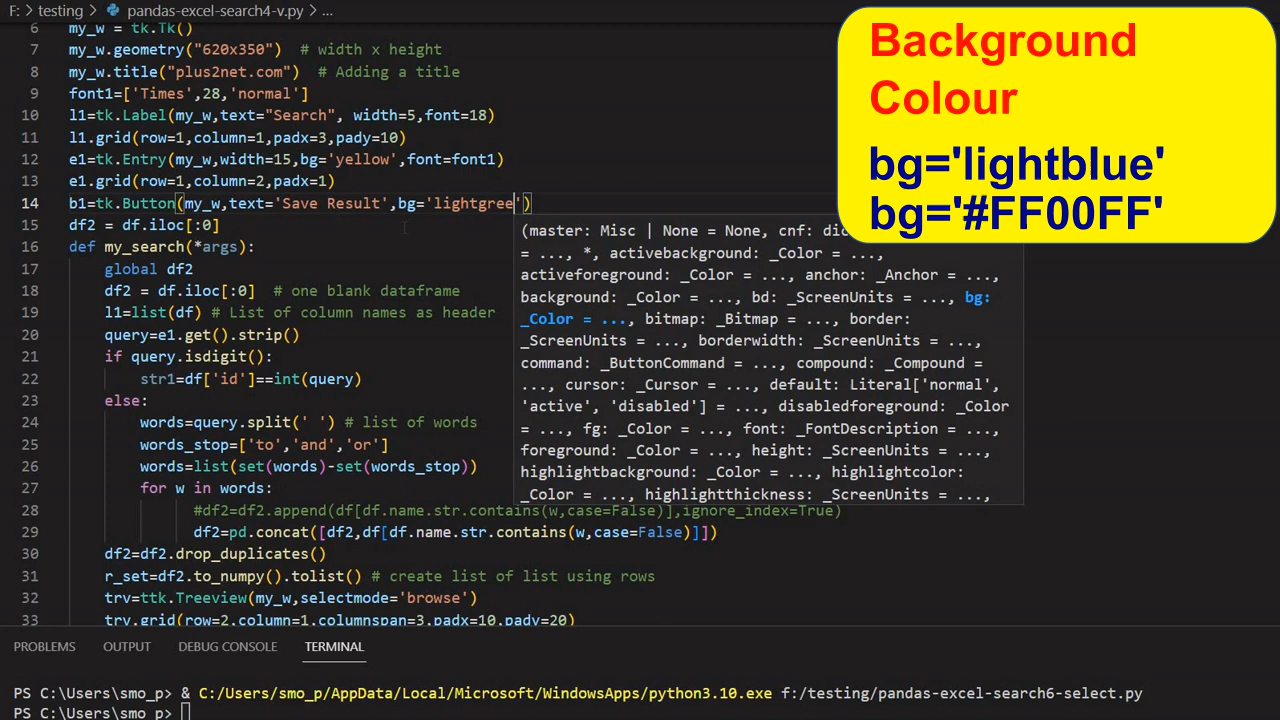 F: > testing > pandas-excel-search4-v.py > ...
6 my_w = tk.Tk()
7 my_w.geometry("620x350")  # width x height
8 my_w.title("plus2net.com")  # Adding a title
9 font1=['Times',28,'normal']
10 l1=tk.Label(my_w,text="Search", width=5,font=18)
11 l1.grid(row=1,column=1,padx=3,pady=10)
12 e1=tk.Entry(my_w,width=15,bg='yellow',font=font1)
13 e1.grid(row=1,column=2,padx=1)
14 b1=tk.Button(my_w,text='Save Result',bg='lightgree')
15 df2 = df.iloc[:0]
16 def my_search(*args):
17 global df2
18 df2 = df.iloc[:0]  # one blank dataframe
19 l1=list(df) # List of column names as header
20 query=e1.get().strip()
21 if query.isdigit():
22 str1=df['id']==int(query)
23 else:
24 words=query.split(' ') # list of words
25 words_stop=['to','and','or']
26 words=list(set(words)-set(words_stop))
27 for w in words:
28 #df2=df2.append(df[df.name.str.contains(w,case=False)],ignore_index=True)
29 df2=pd.concat([df2,df[df.name.str.contains(w,case=False)]])
30 df2=df2.drop_duplicates()
31 r_set=df2.to_numpy().tolist() # create list of list using rows
32 trv=ttk.Treeview(my_w,selectmode='browse')
33 trv.grid(row=2,column=1,columnspan=3,padx=10,pady=20)
Background
Colour
bg='lightblue'
bg='#FF00FF'
(master: Misc | None = None, cnf:
= ..., *, activebackground: _Color = ...,
activeforeground: _Color = ..., anchor: _Anchor = ...,
background: _Color = ..., bd: _ScreenUnits = ..., bg:
_Color = ..., bitmap: _Bitmap = ..., border:
_ScreenUnits = ..., borderwidth: _ScreenUnits = ...,
command: _ButtonCommand = ..., compound: _Compound =
..., cursor: _Cursor = ..., default: Literal['normal',
'active', 'disabled'] = ..., disabledforeground: _Color
= ..., fg: _Color = ..., font: _FontDescription = ...,
foreground: _Color = ..., height: _ScreenUnits = ...,
highlightbackground: _Color = ..., highlightcolor:
_Color = ..., highlightthickness: _ScreenUnits = ...,
PROBLEMS OUTPUT DEBUG CONSOLE TERMINAL
PS C:\Users\smo_p> & C:/Users/smo_p/AppData/Local/Microsoft/WindowsApps/python3.10.exe f:/testing/pandas-excel-search6-select.py
PS C:\Users\smo_p>